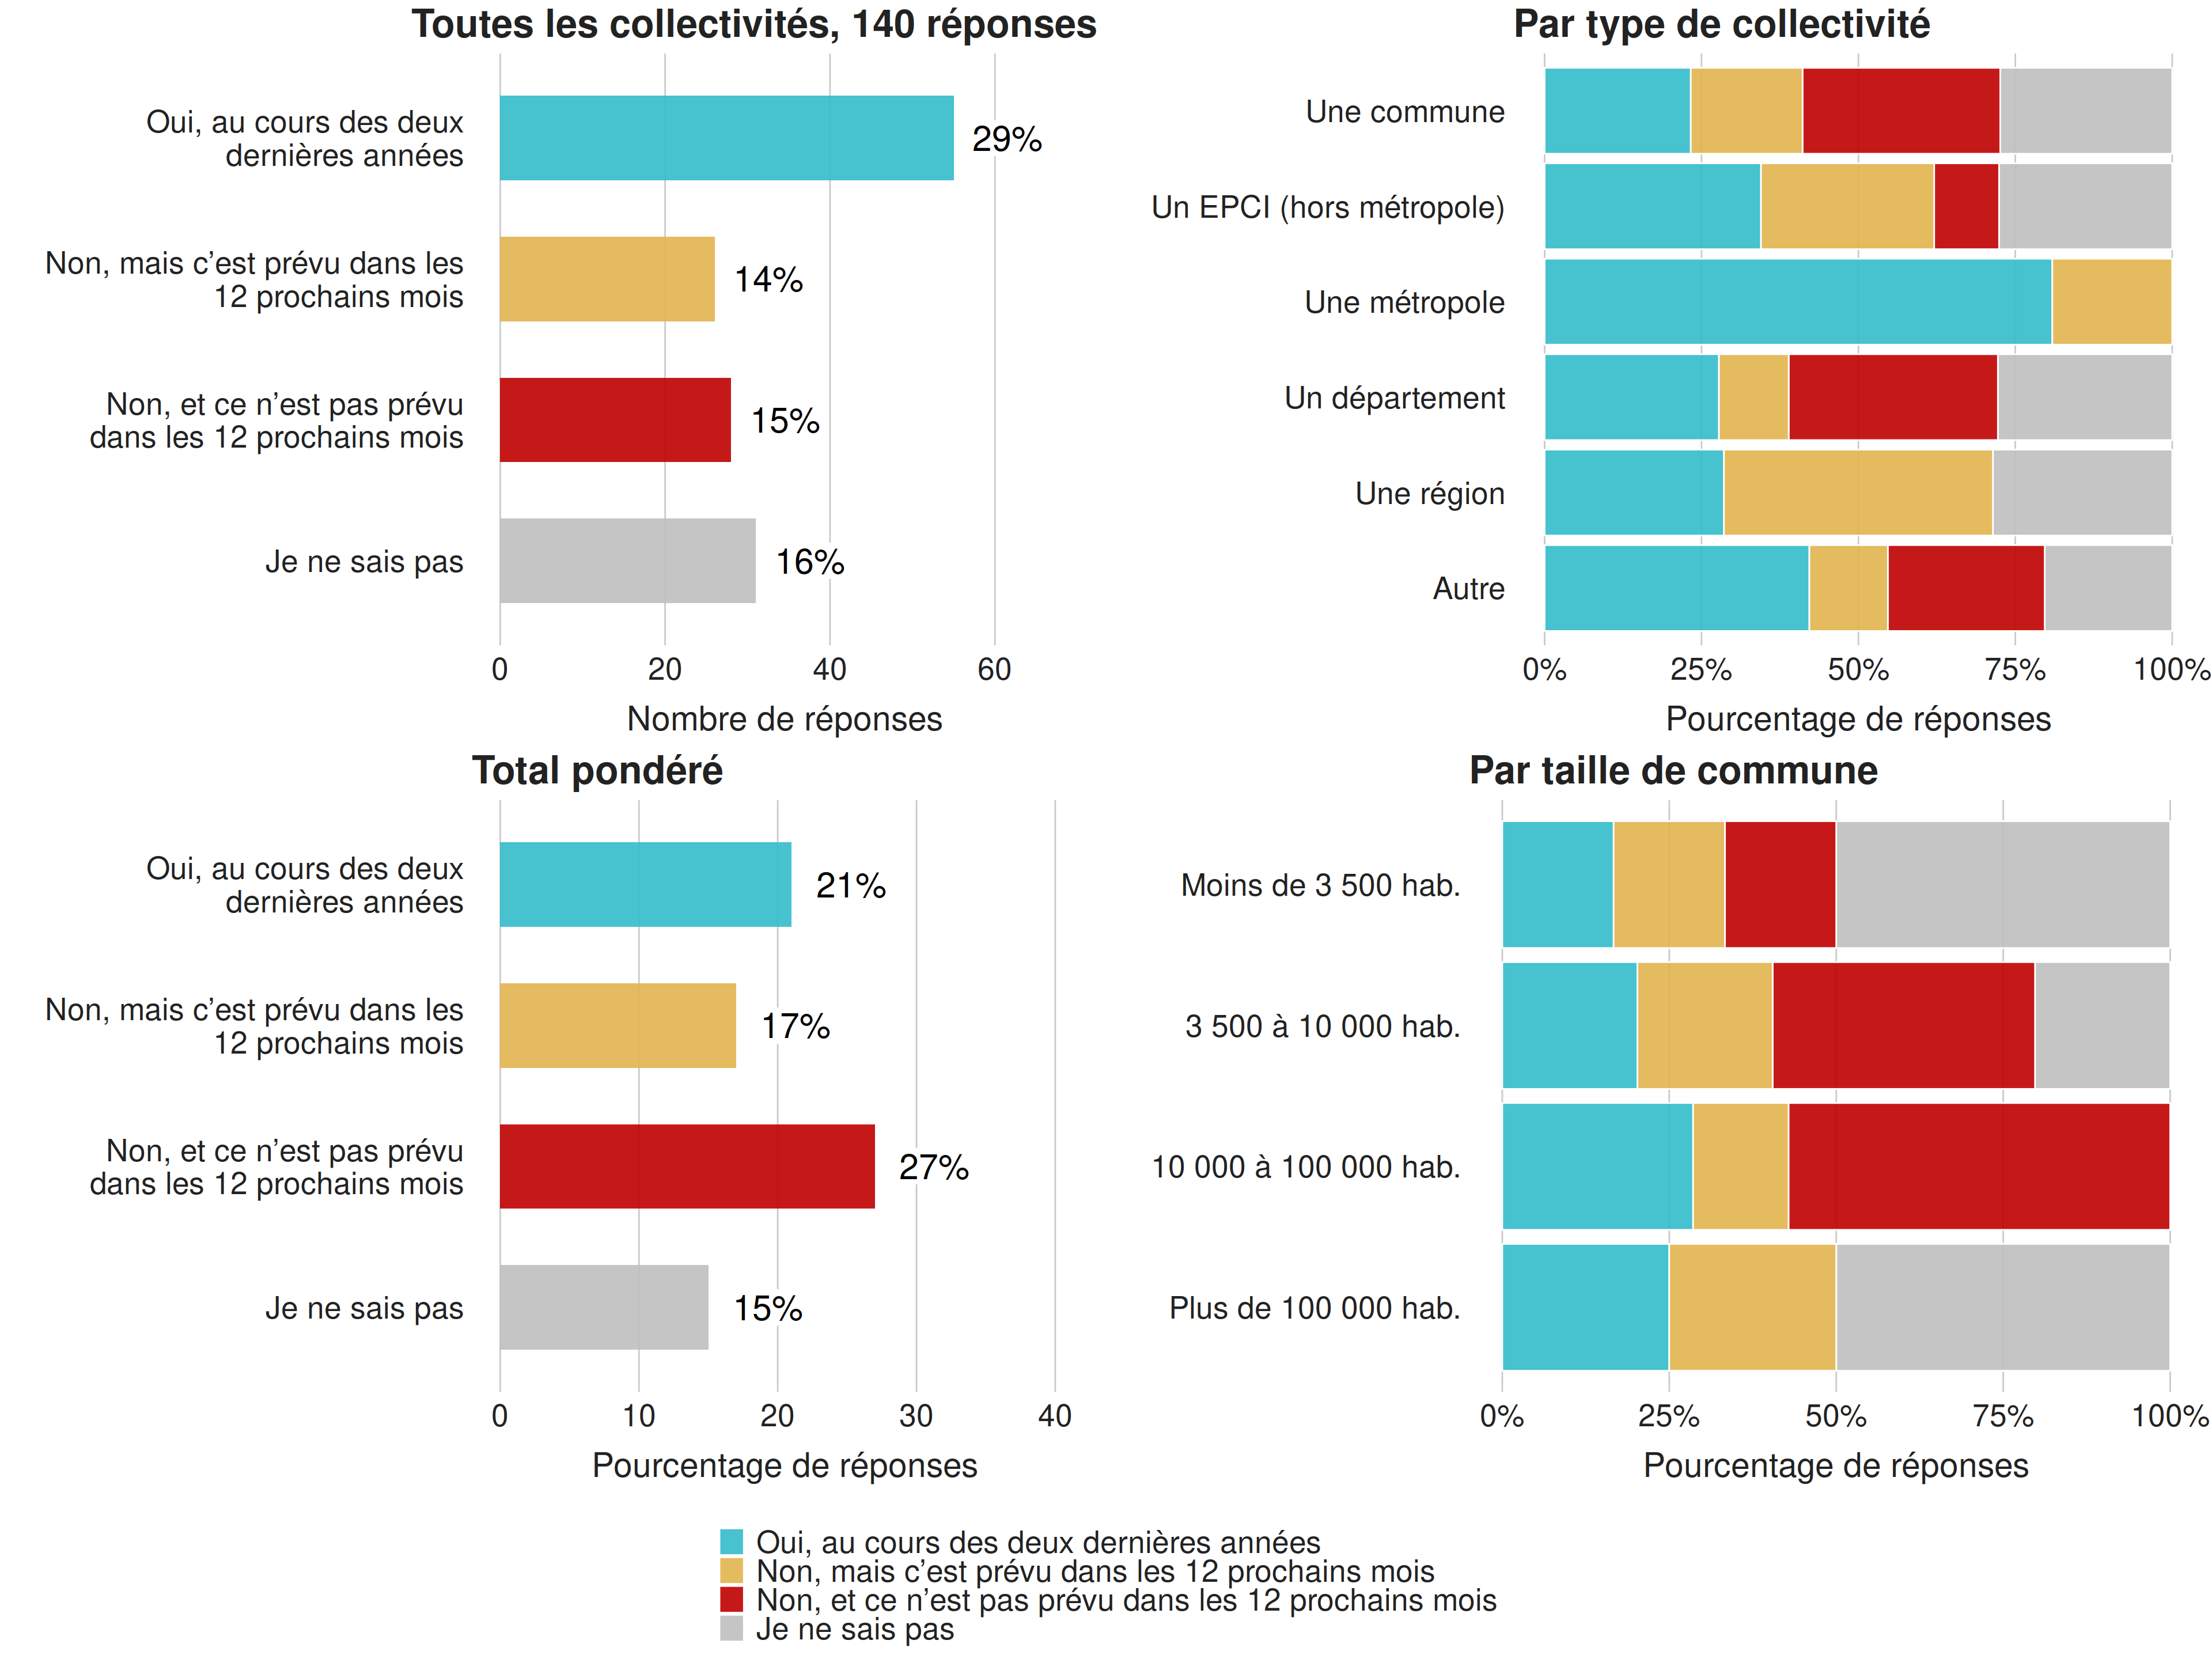 Toutes les collectivités, 140 réponses
Oui, au cours des deux
dernières années
29%
Non, mais c’est prévu dans les
12 prochains mois
14%
Non, et ce n’est pas prévu
dans les 12 prochains mois
15%
Je ne sais pas
16%
0 20 40 60
Nombre de réponses
Par type de collectivité
Une commune
Un EPCI (hors métropole)
Une métropole
Un département
Une région
Autre
0% 25% 50% 75% 100%
Pourcentage de réponses
Total pondéré
Oui, au cours des deux
dernières années
21%
Non, mais c’est prévu dans les
12 prochains mois
17%
Non, et ce n’est pas prévu
dans les 12 prochains mois
27%
Je ne sais pas
15%
0 10 20 30 40
Pourcentage de réponses
Par taille de commune
Moins de 3 500 hab.
3 500 à 10 000 hab.
10 000 à 100 000 hab.
Plus de 100 000 hab.
0% 25% 50% 75% 100%
Pourcentage de réponses
Oui, au cours des deux dernières années
Non, mais c’est prévu dans les 12 prochains mois
Non, et ce n’est pas prévu dans les 12 prochains mois
Je ne sais pas